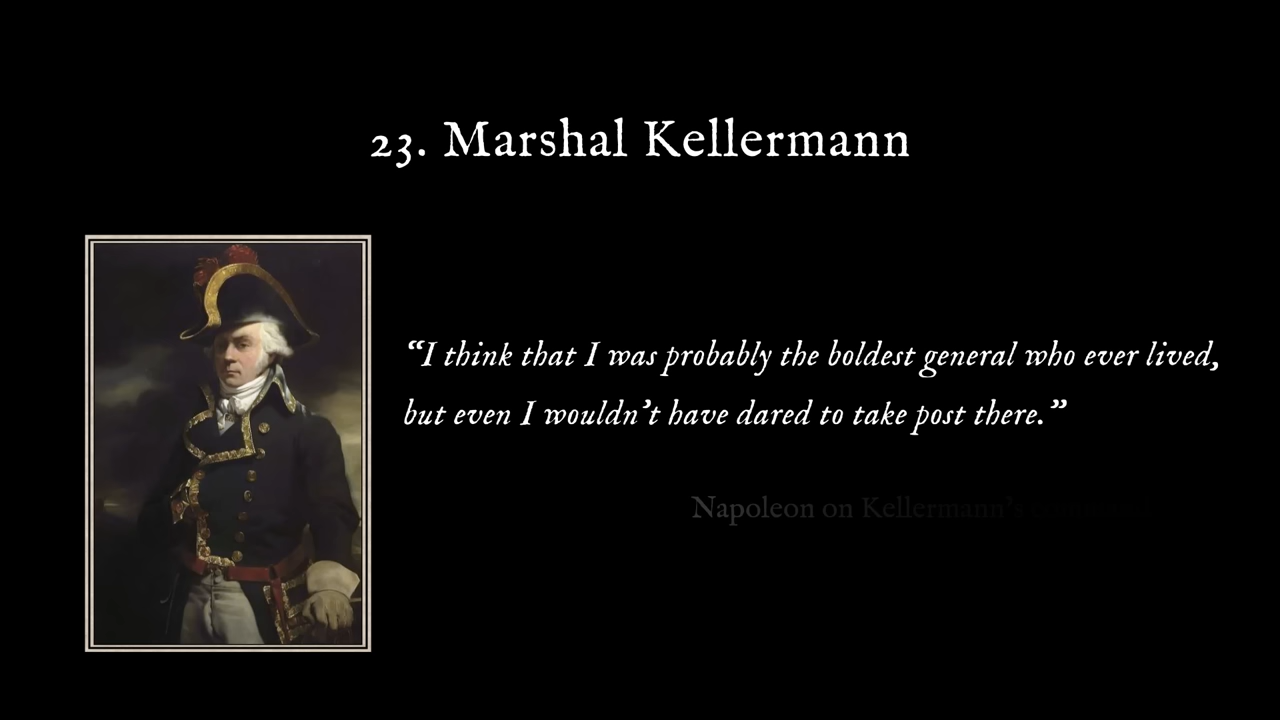 23. Marshal Kellermann
“I think that I was probably the boldest general who ever lived,
but even I wouldn’t have dared to take post there.”
Napoleon on Kellermann’s